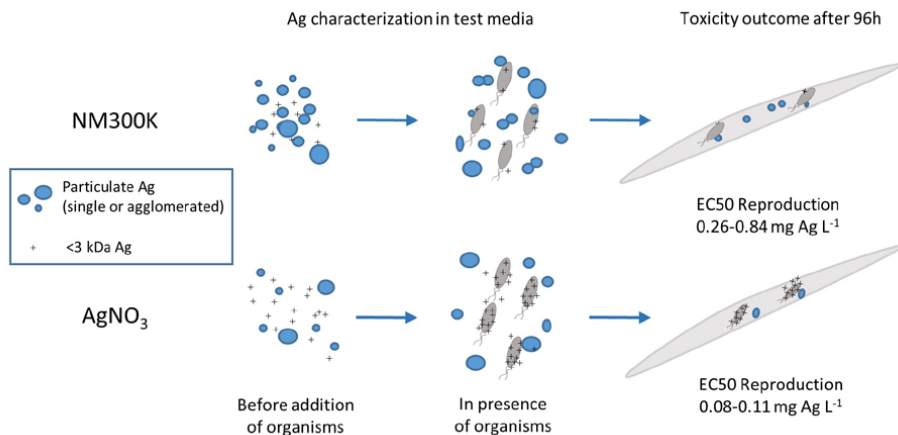 Ag characterization in test media
Toxicity outcome after 96h
NM300K
Particulate Ag
(single or agglomerated)
<3 kDa Ag
EC50 Reproduction
0.26-0.84 mg Ag L⁻¹
AgNO₃
EC50 Reproduction
0.08-0.11 mg Ag L⁻¹
Before addition
of organisms
In presence
of organisms